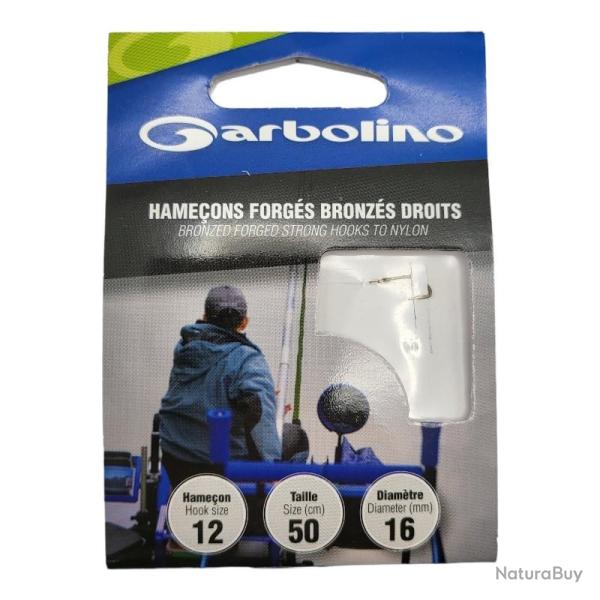 Garbolino
HAMEÇONS FORGÉS BRONZÉS DROITS
BRONZED FORGED STRONG HOOKS TO NYLON
Hameçon
Hook size
12
Taille
Size (cm)
50
Diamètre
Diameter (mm)
16
NaturaBuy